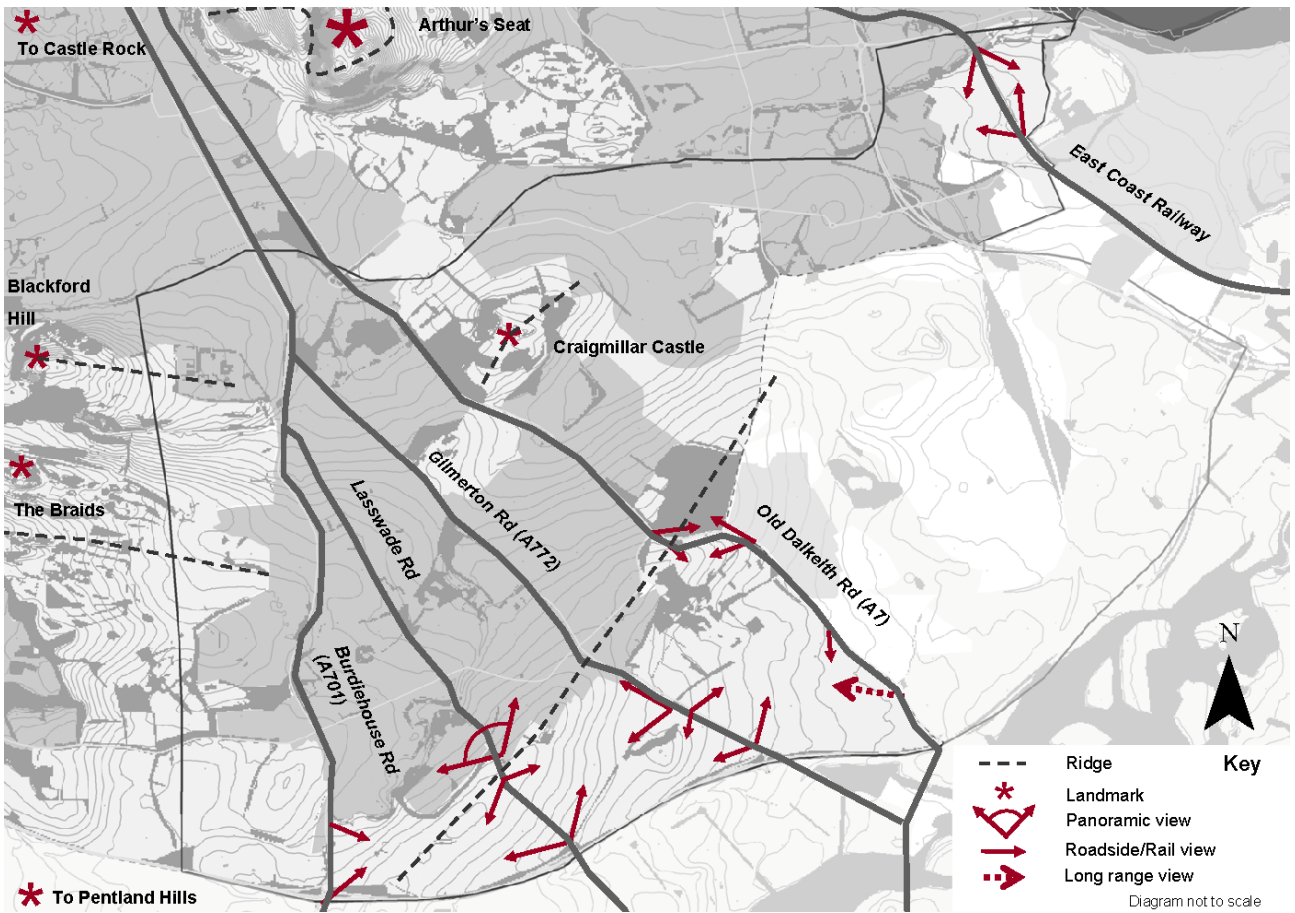 To Castle Rock
Arthur's Seat
East Coast Railway
Blackford
Hill
Craigmillar Castle
The Braids
Gilmerton Rd (A772)
Lasswade Rd
Old Dalkeith Rd (A7)
Burdiehouse Rd
(A701)
To Pentland Hills
N
Key
Ridge
Landmark
Panoramic view
Roadside/Rail view
Long range view
Diagram not to scale